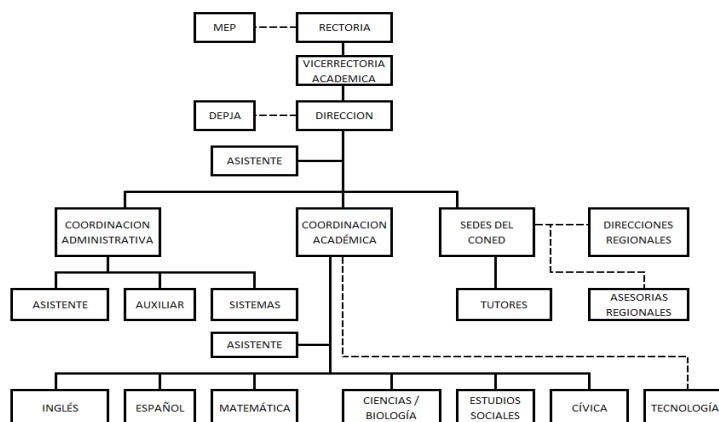 MEP
RECTORIA
VICERRECTORIA
ACADEMICA
DEPJA
DIRECCION
ASISTENTE
COORDINACION
ADMINISTRATIVA
COORDINACION
ACADÉMICA
SEDES DEL
CONED
DIRECCIONES
REGIONALES
ASISTENTE
AUXILIAR
SISTEMAS
TUTORES
ASESORIAS
REGIONALES
ASISTENTE
INGLÉS
ESPAÑOL
MATEMÁTICA
CIENCIAS /
BIOLOGÍA
ESTUDIOS
SOCIALES
CÍVICA
TECNOLOGÍA